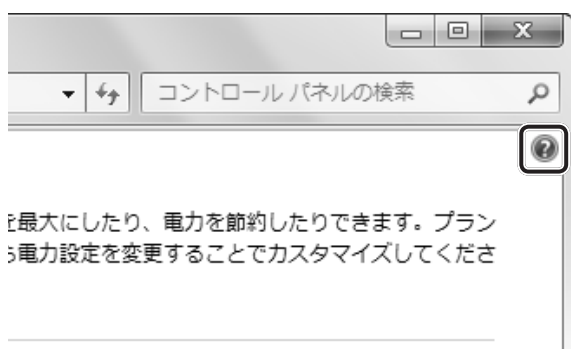 コントロール パネルの検索
を最大にしたり、電力を節約したりできます。プラン
ら電力設定を変更することでカスタマイズしてくださ